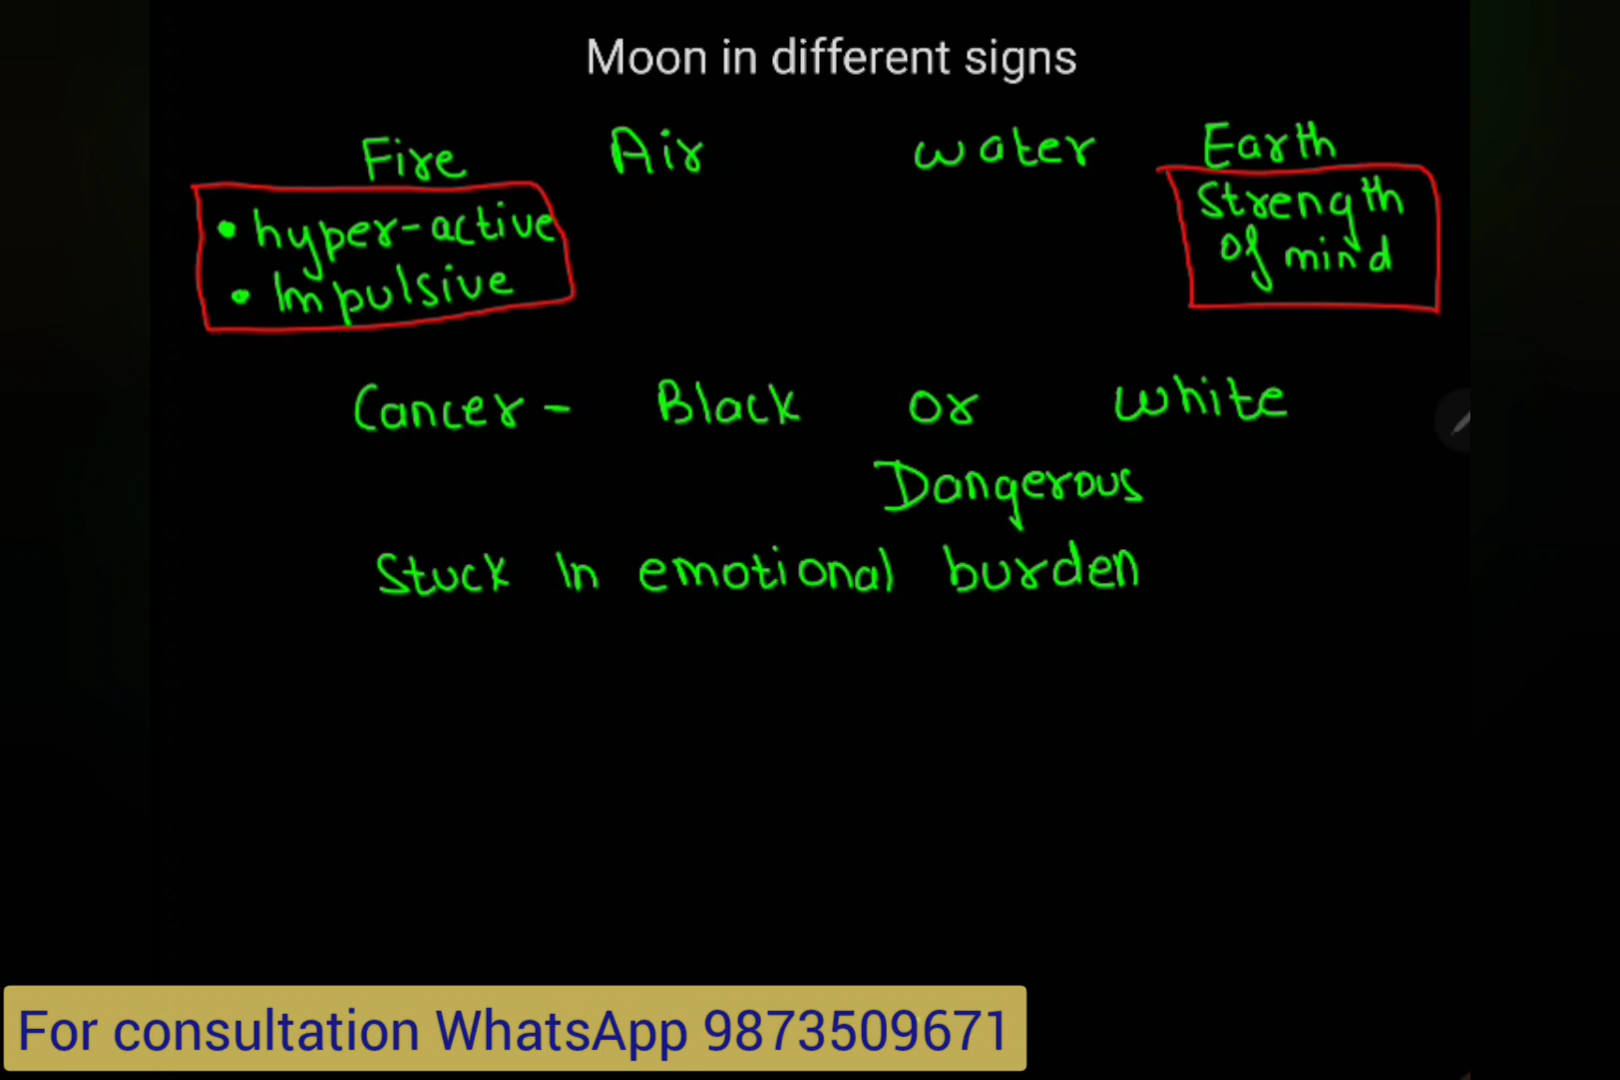 Moon in different signs
Fire Air water Earth
• hyper-active
• Impulsive
Strength
of mind
Cancer - Black or white
Dangerous
Stuck In emotional burden
For consultation WhatsApp 9873509671